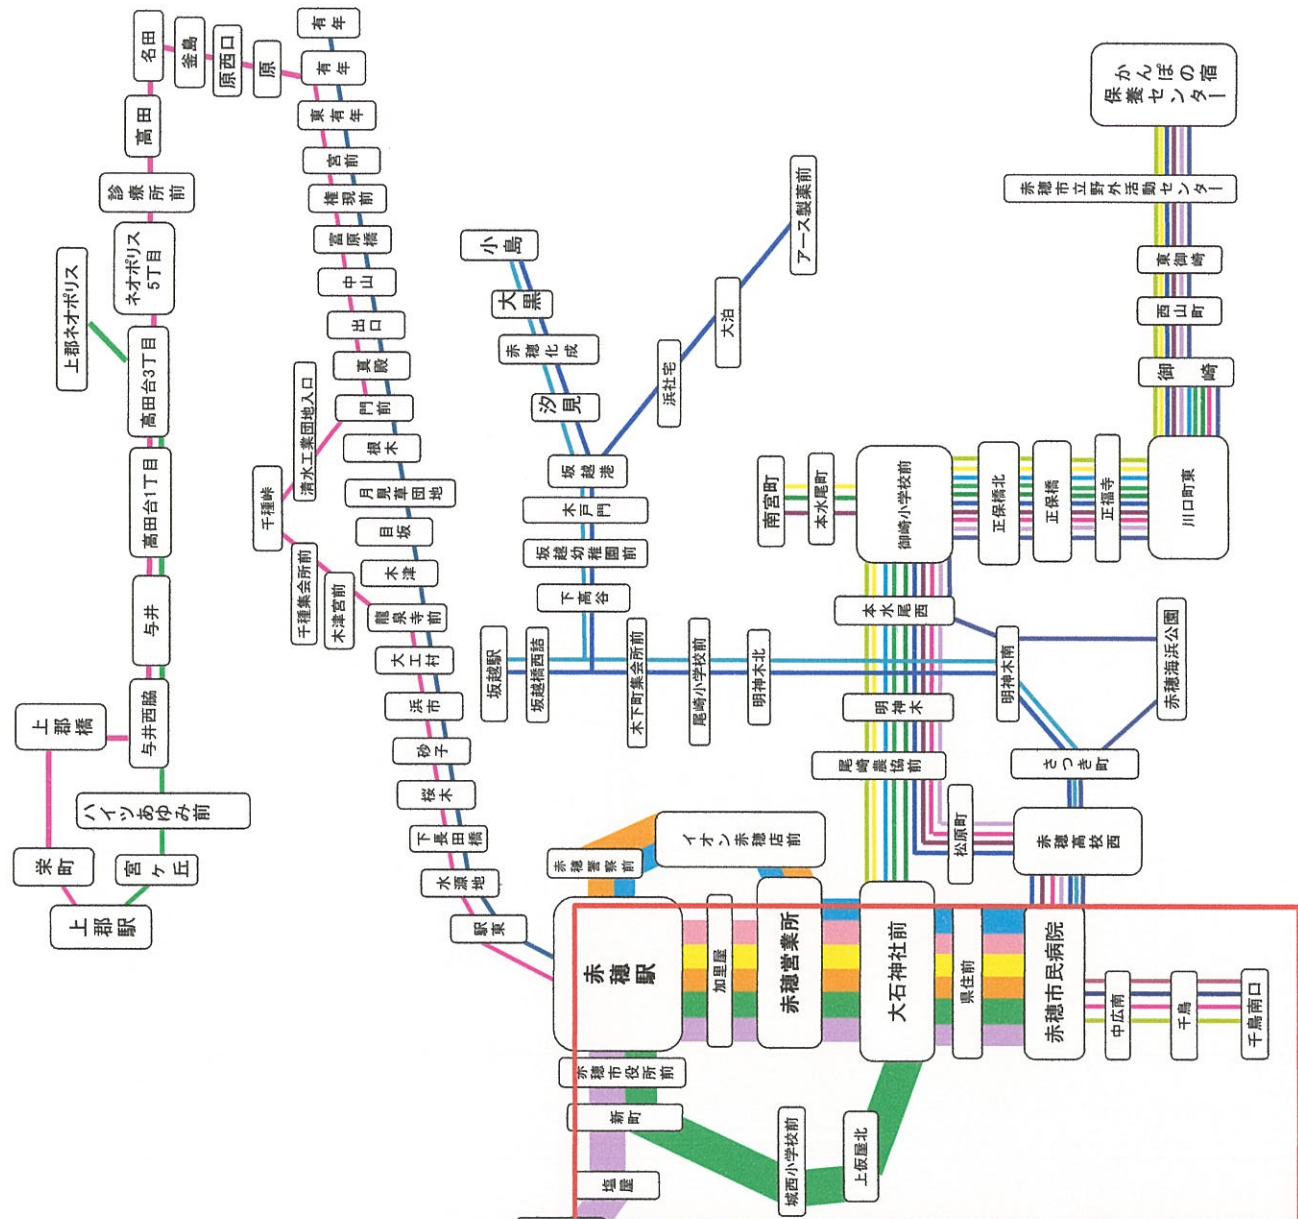 上郡駅
栄町
上郡橋
宮ヶ丘
ハイツあゆみ前
与井西脇
与井
高田台1丁目
高田台3丁目
上郡ネオポリス
ネオポリス
5丁目
診療所前
高田
名田
釜島
原西口
原
有年
有年
東有年
宮前
権現前
富原橋
中山
出口
真殿
門前
清水工業団地入口
千種峠
千種集会所前
木津宮前
根木
月見草団地
目坂
木津
龍泉寺前
大工村
浜市
砂子
桜木
下長田橋
水源地
駅東
小島
大黒
赤穂化成
汐見
坂越港
浜社宅
大泊
アース製薬前
木戸門
坂越幼稚園前
下高谷
坂越駅
坂越橋西詰
木下町集会所前
尾崎小学校前
明神木北
明神木南
赤穂海浜公園
さつき町
赤穂高校西
松原町
尾崎農協前
明神木
本水尾西
御崎小学校前
本水尾町
南宮町
正保橋北
正保橋
正福寺
川口町東
御崎
西山町
東御崎
赤穂市立野外活動センター
かんぽの宿
保養センター
赤穂警察前
イオン赤穂店前
赤穂
駅
加里屋
赤穂営業所
大石神社前
県住前
赤穂市民病院
中広南
千鳥
千鳥南口
赤穂市役所前
新町
塩屋
城西小学校前
上仮屋北